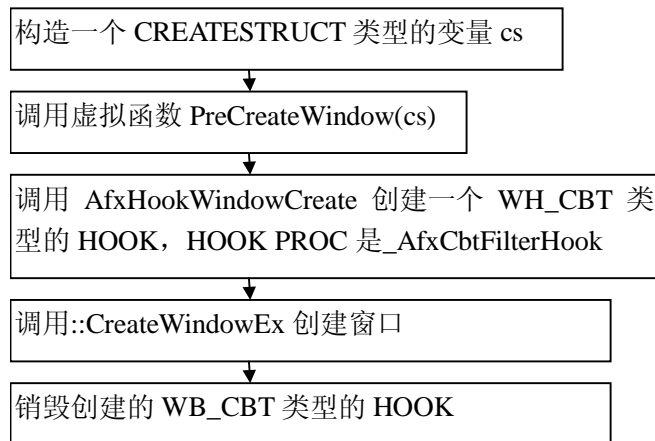 构造一个 CREATESTRUCT 类型的变量 cs
调用虚拟函数 PreCreateWindow(cs)
调用 AfxHookWindowCreate 创建一个 WH_CBT 类
型的 HOOK，HOOK PROC 是_AfxCbtFilterHook
调用::CreateWindowEx 创建窗口
销毁创建的 WB_CBT 类型的 HOOK